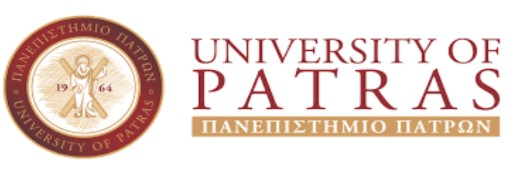 ΠΑΝΕΠΙΣΤΗΜΙΟ ΠΑΤΡΩΝ
19 64
UNIVERSITY OF PATRAS
UNIVERSITY OF
PATRAS
ΠΑΝΕΠΙΣΤΗΜΙΟ ΠΑΤΡΩΝ